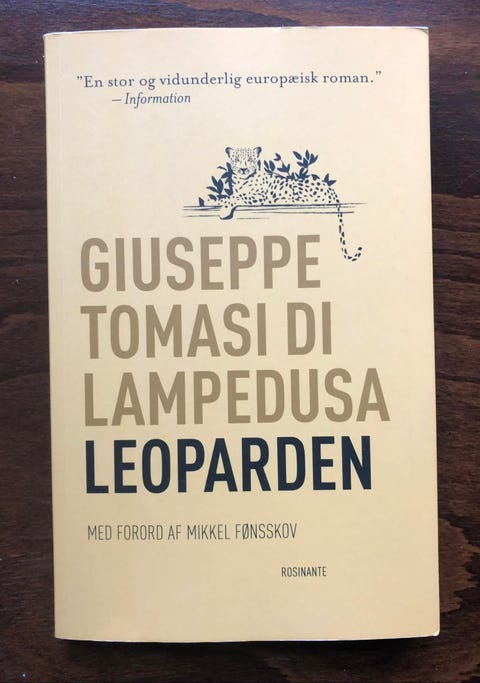 ”En stor og vidunderlig europæisk roman.”
– Information
GIUSEPPE
TOMASI DI
LAMPEDUSA
LEOPARDEN
MED FORORD AF MIKKEL FØNSSKOV
ROSINANTE